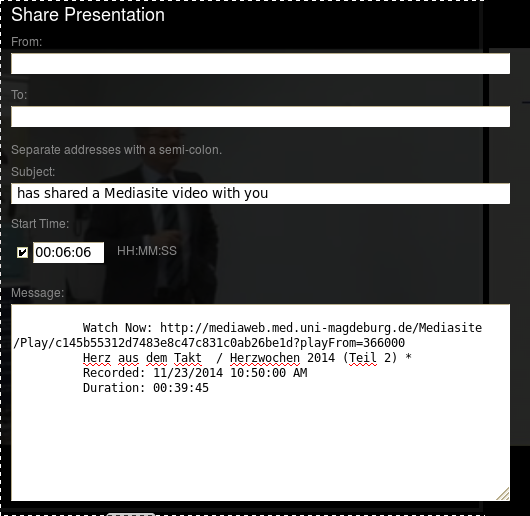 Share Presentation
From:
To:
Separate addresses with a semi-colon.
Subject:
has shared a Mediasite video with you
Start Time:
00:06:06 HH:MM:SS
Message:
Watch Now: http://mediaweb.med.uni-magdeburg.de/Mediasite
/Play/c145b55312d7483e8c47c831c0ab26be1d?playFrom=366000
Herz aus dem Takt / Herzwochen 2014 (Teil 2) *
Recorded: 11/23/2014 10:50:00 AM
Duration: 00:39:45